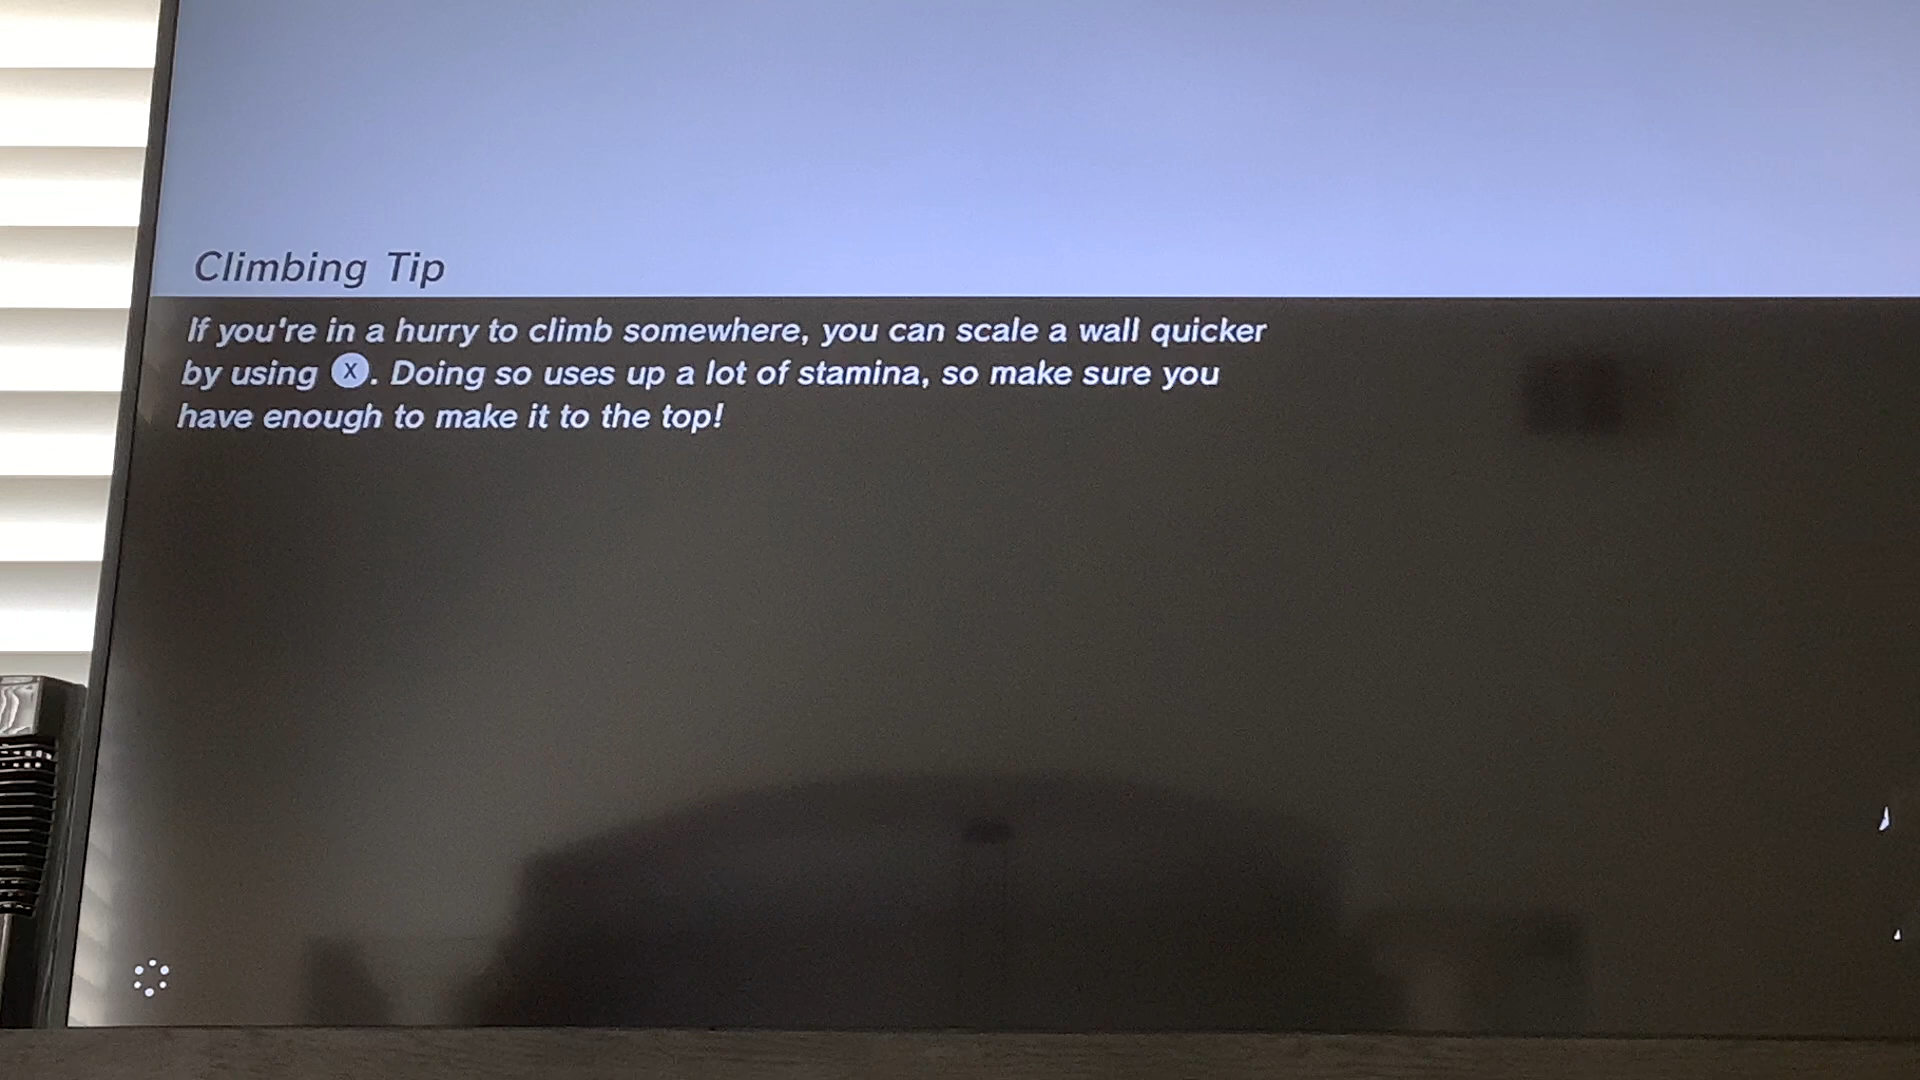 Climbing Tip
If you're in a hurry to climb somewhere, you can scale a wall quicker
by using X. Doing so uses up a lot of stamina, so make sure you
have enough to make it to the top!